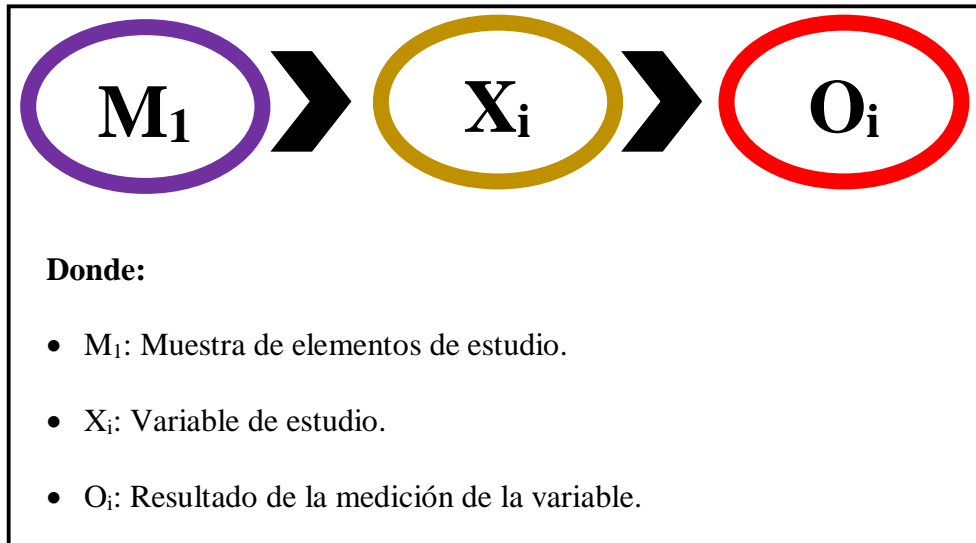 M₁ Xᵢ Oᵢ
Donde:
• M₁: Muestra de elementos de estudio.
• Xᵢ: Variable de estudio.
• Oᵢ: Resultado de la medición de la variable.